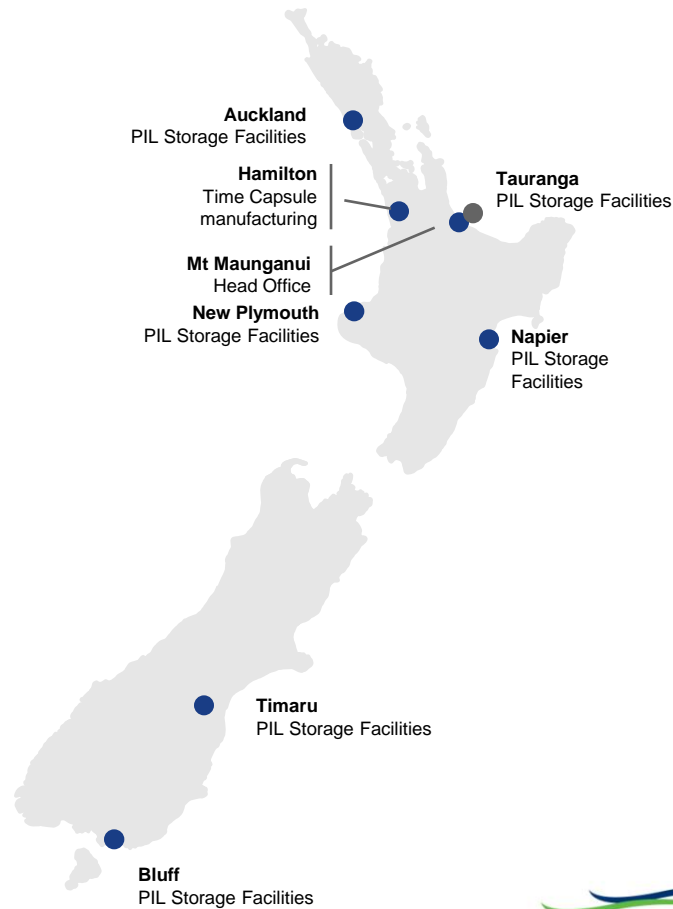 Auckland
PIL Storage Facilities
Hamilton
Time Capsule
manufacturing
Tauranga
PIL Storage Facilities
Mt Maunganui
Head Office
New Plymouth
PIL Storage Facilities
Napier
PIL Storage
Facilities
Timaru
PIL Storage Facilities
Bluff
PIL Storage Facilities